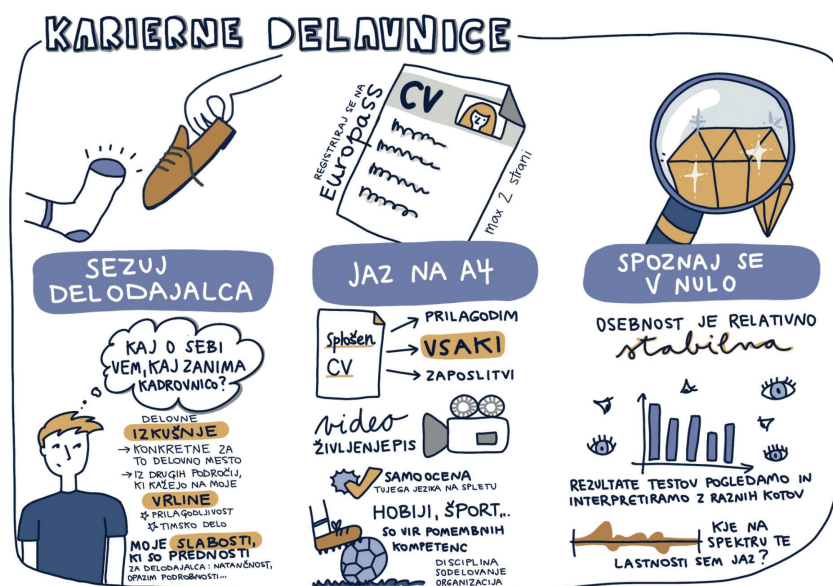 KARIERNE DELAVNICE
SEZUJ
DELODAJALCA
KAJ O SEBI
VEM, KAJ ZANIMA
KADROVNICO?
DELOVNE
IZKUŠNJE
→ KONKRETNE ZA
TO DELOVNO MESTO
→ IZ DRUGIH PODROČIJ,
KI KAŽEJO NA MOJE
VRLINE
☆ PRILAGODLJIVOST
☆ TIMSKO DELO
MOJE SLABOSTI,
KI SO PREDNOSTI
ZA DELODAJALCA: NATANČNOST,
OPAZIM PODROBNOSTI...
REGISTRIRAJ SE NA
Europass
CV
max 2 strani
JAZ NA A4
Splošen
CV
PRILAGODIM
VSAKI
ZAPOSLITVI
video
ŽIVLJENJEPIS
SAMOOCENA
TUJEGA JEZIKA NA SPLETU
HOBIJI, ŠPORT...
SO VIR POMEMBNIH
KOMPETENC
DISCIPLINA
SODELOVANJE
ORGANIZACIJA
SPOZNAJ SE
V NULO
OSEBNOST JE RELATIVNO
stabilna
REZULTATE TESTOV POGLEDAMO IN
INTERPRETIRAMO Z RAZNIH KOTOV
KJE NA
SPEKTRU TE
LASTNOSTI SEM JAZ?